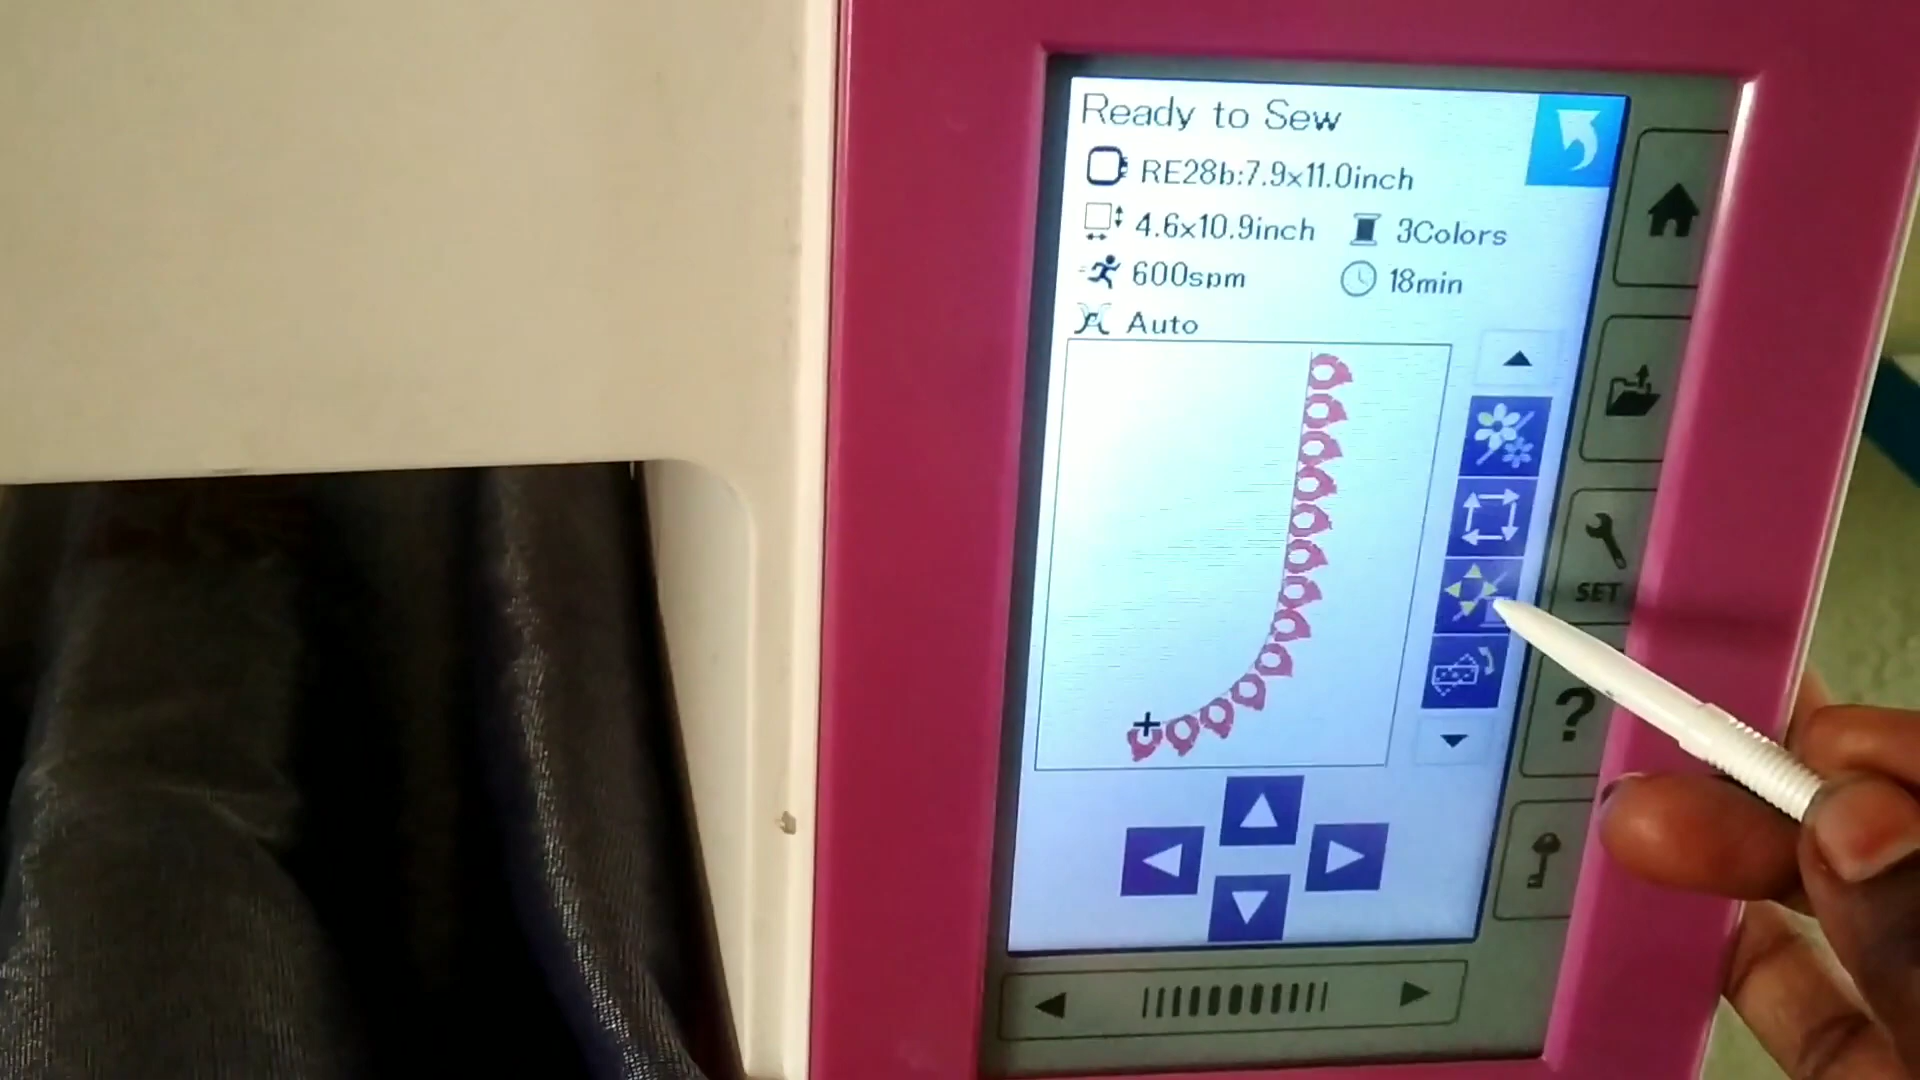 Ready to Sew
RE28b:7.9x11.0inch
4.6x10.9inch 3Colors
600spm 18min
Auto
SET
?